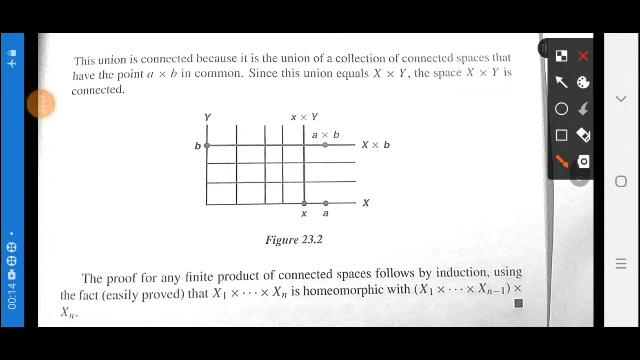 This union is connected because it is the union of a collection of connected spaces that
have the point a × b in common. Since this union equals X × Y, the space X × Y is
connected.
Y
x × Y
a × b
b
X × b
X
x
a
Figure 23.2
The proof for any finite product of connected spaces follows by induction, using
the fact (easily proved) that X₁ × ··· × Xₙ is homeomorphic with (X₁ × ··· × Xₙ₋₁) ×
Xₙ.
00:14